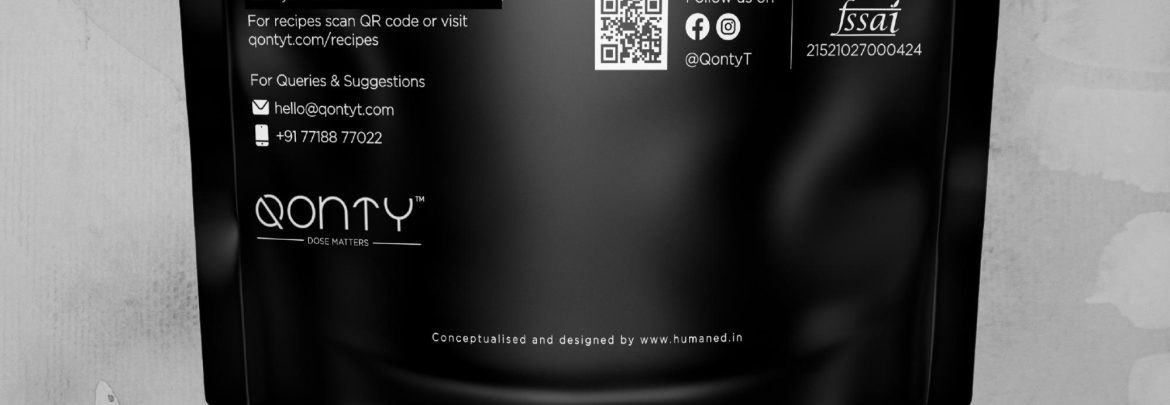 For recipes scan QR code or visit
qontyt.com/recipes
For Queries & Suggestions
hello@qontyt.com
+91 77188 77022
QONTY™
DOSE MATTERS
Follow us on
@QontyT
fssai
21521027000424
Conceptualised and designed by www.humaned.in